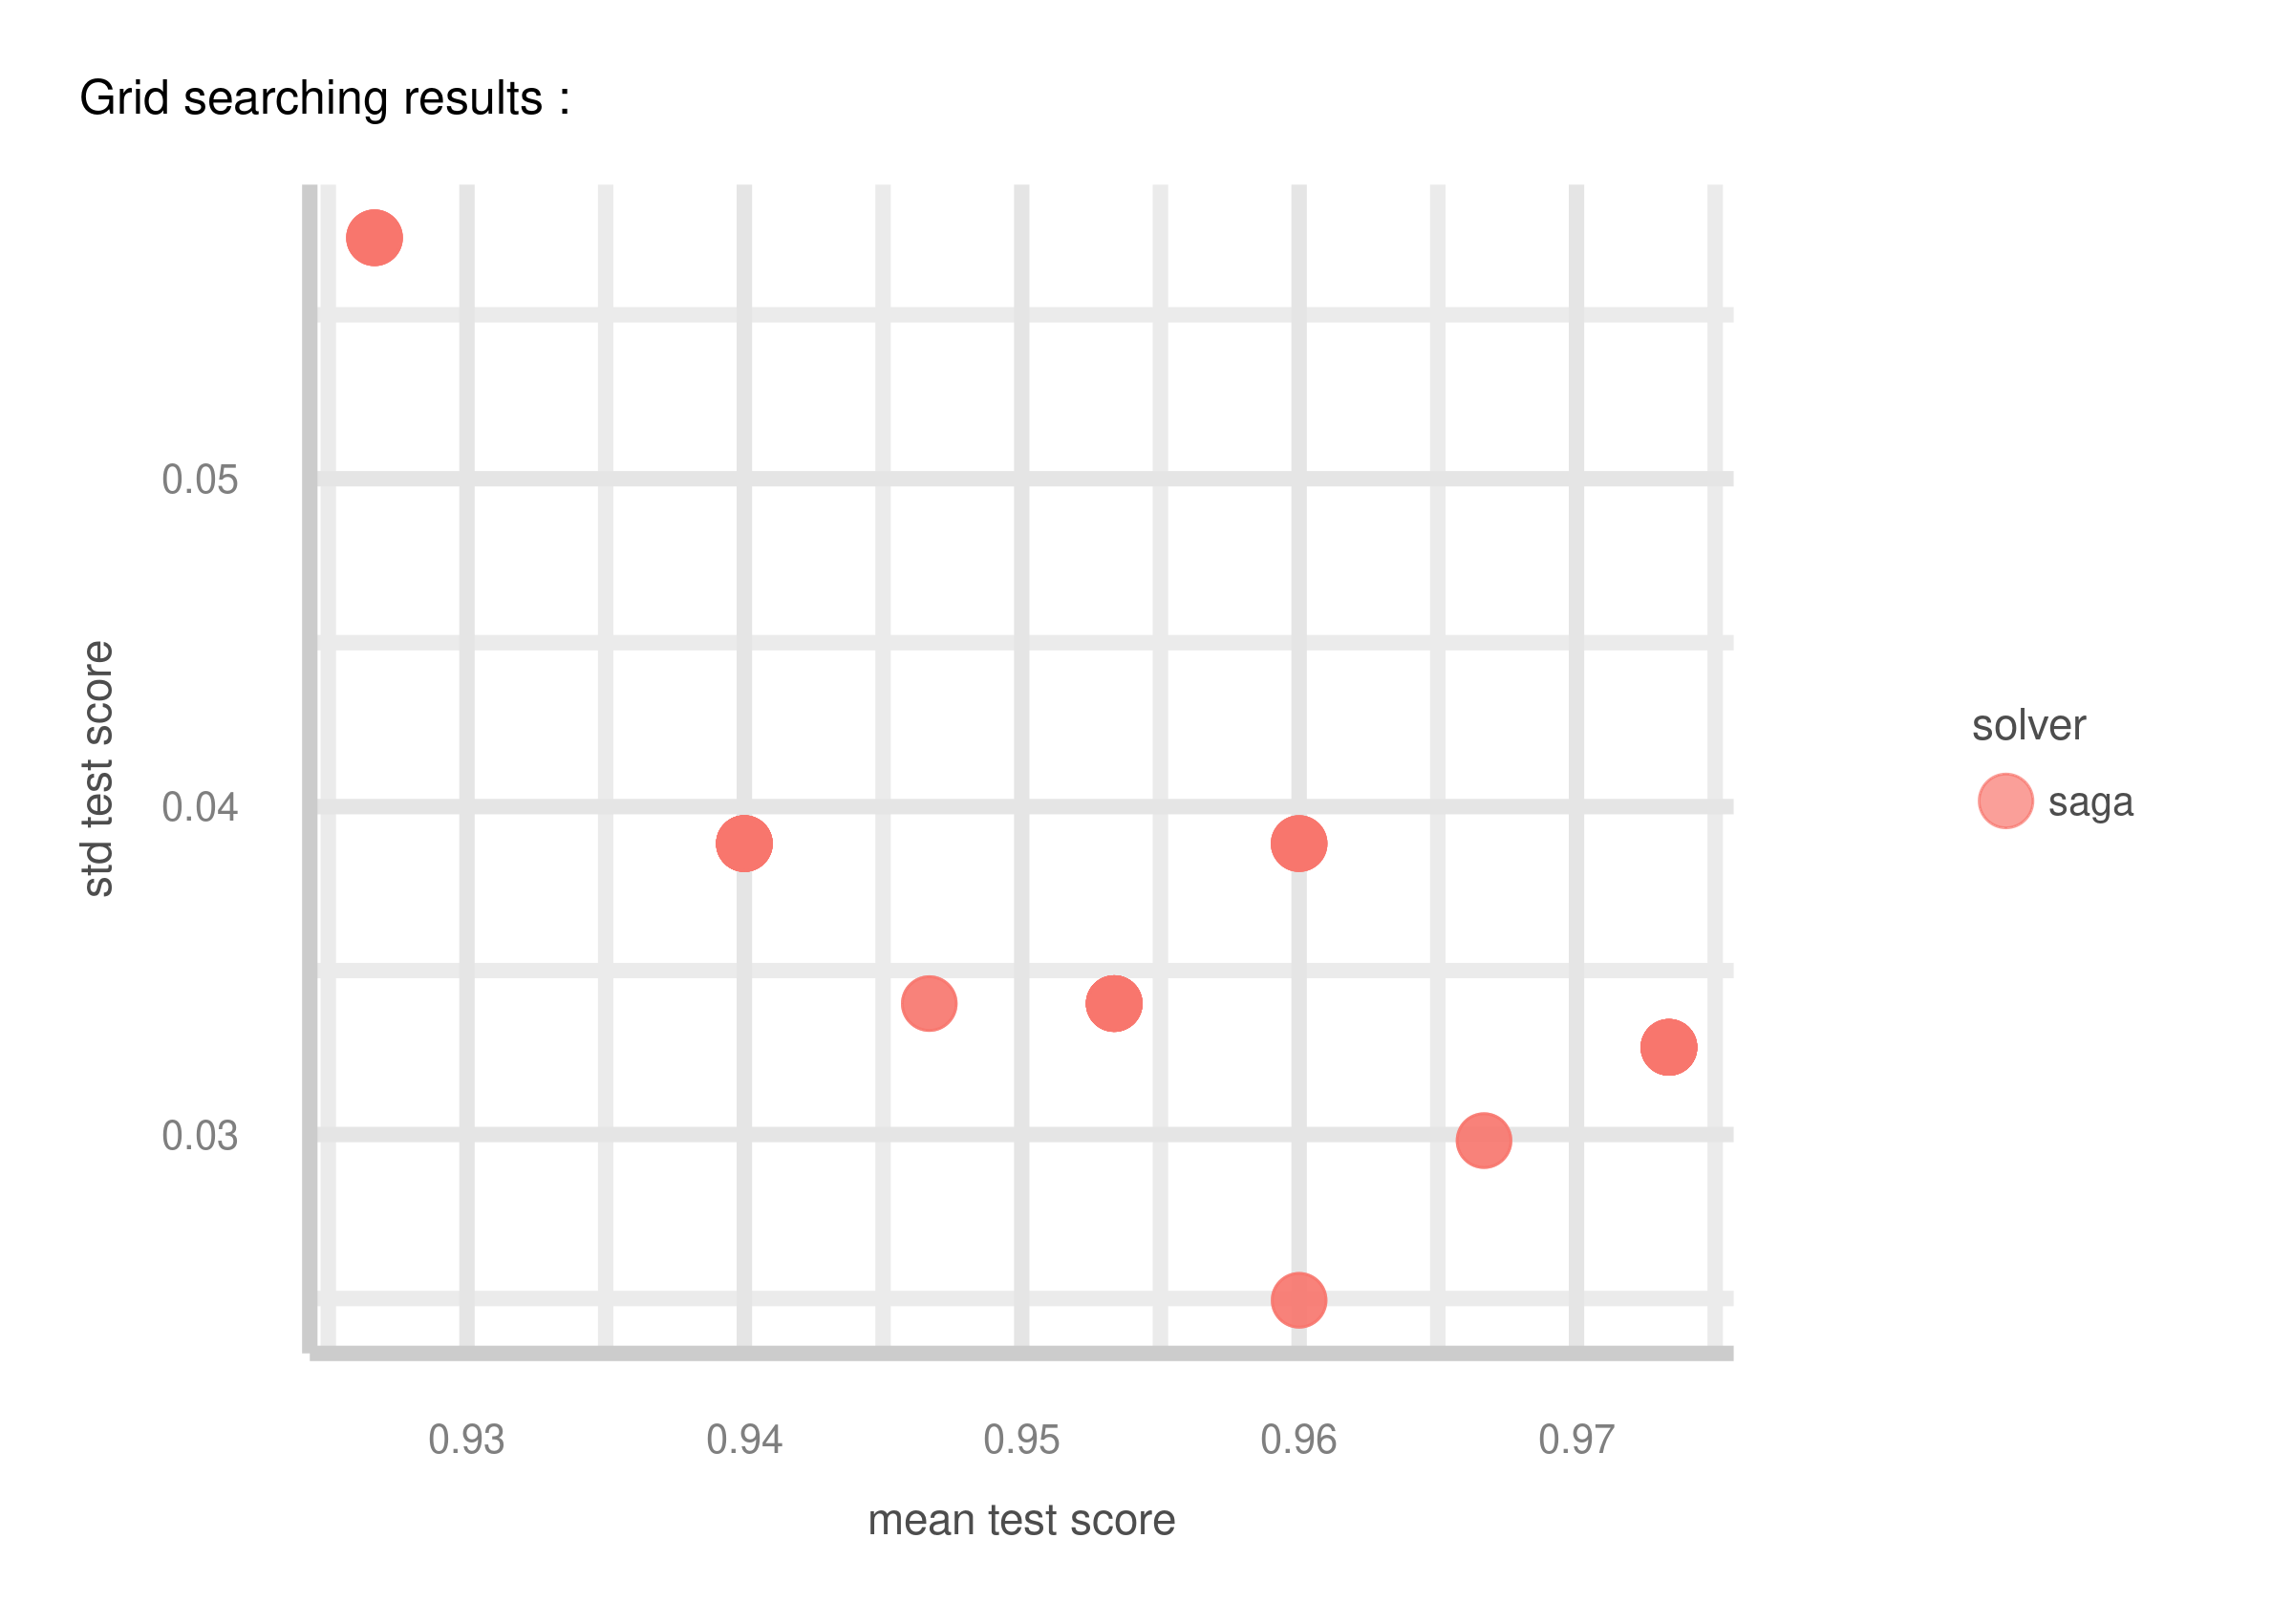 Grid searching results :
0.05
0.04
0.03
std test score
0.93 0.94 0.95 0.96 0.97
mean test score
solver
saga